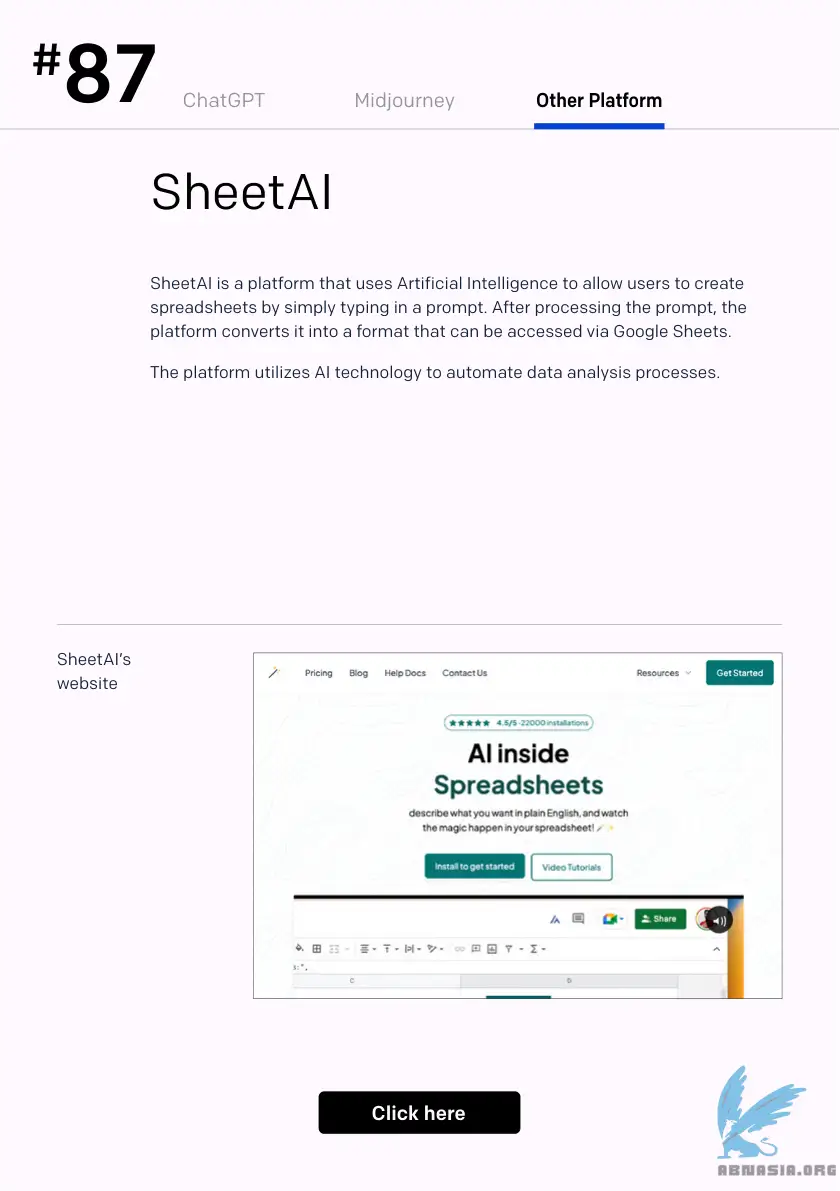 #87
ChatGPT
Midjourney
Other Platform
SheetAI
SheetAI is a platform that uses Artificial Intelligence to allow users to create
spreadsheets by simply typing in a prompt. After processing the prompt, the
platform converts it into a format that can be accessed via Google Sheets.
The platform utilizes AI technology to automate data analysis processes.
SheetAI’s
website
Pricing
Blog
Help Docs
Contact Us
Resources
Get Started
4.5/5 ·22000 installations
AI inside
Spreadsheets
describe what you want in plain English, and watch
the magic happen in your spreadsheet!
Install to get started
Video Tutorials
Share
s:",
C
D
Click here
ABNASIA.ORG